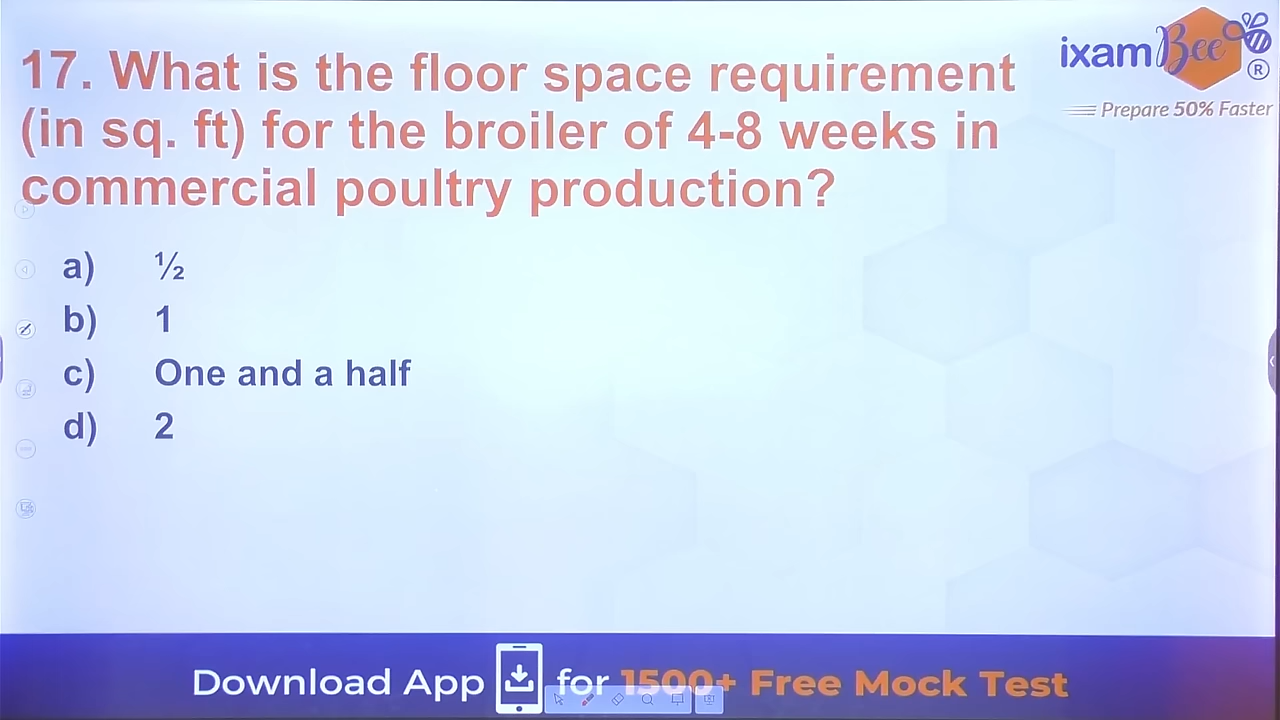 17. What is the floor space requirement
(in sq. ft) for the broiler of 4-8 weeks in
commercial poultry production?
a) ½
b) 1
c) One and a half
d) 2
ixamBee
®
Prepare 50% Faster
Download App for 1500+ Free Mock Test